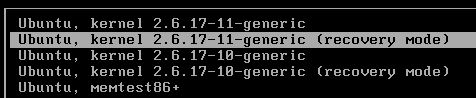 Ubuntu, kernel 2.6.17-11-generic
Ubuntu, kernel 2.6.17-11-generic (recovery mode)
Ubuntu, kernel 2.6.17-10-generic
Ubuntu, kernel 2.6.17-10-generic (recovery mode)
Ubuntu, memtest86+